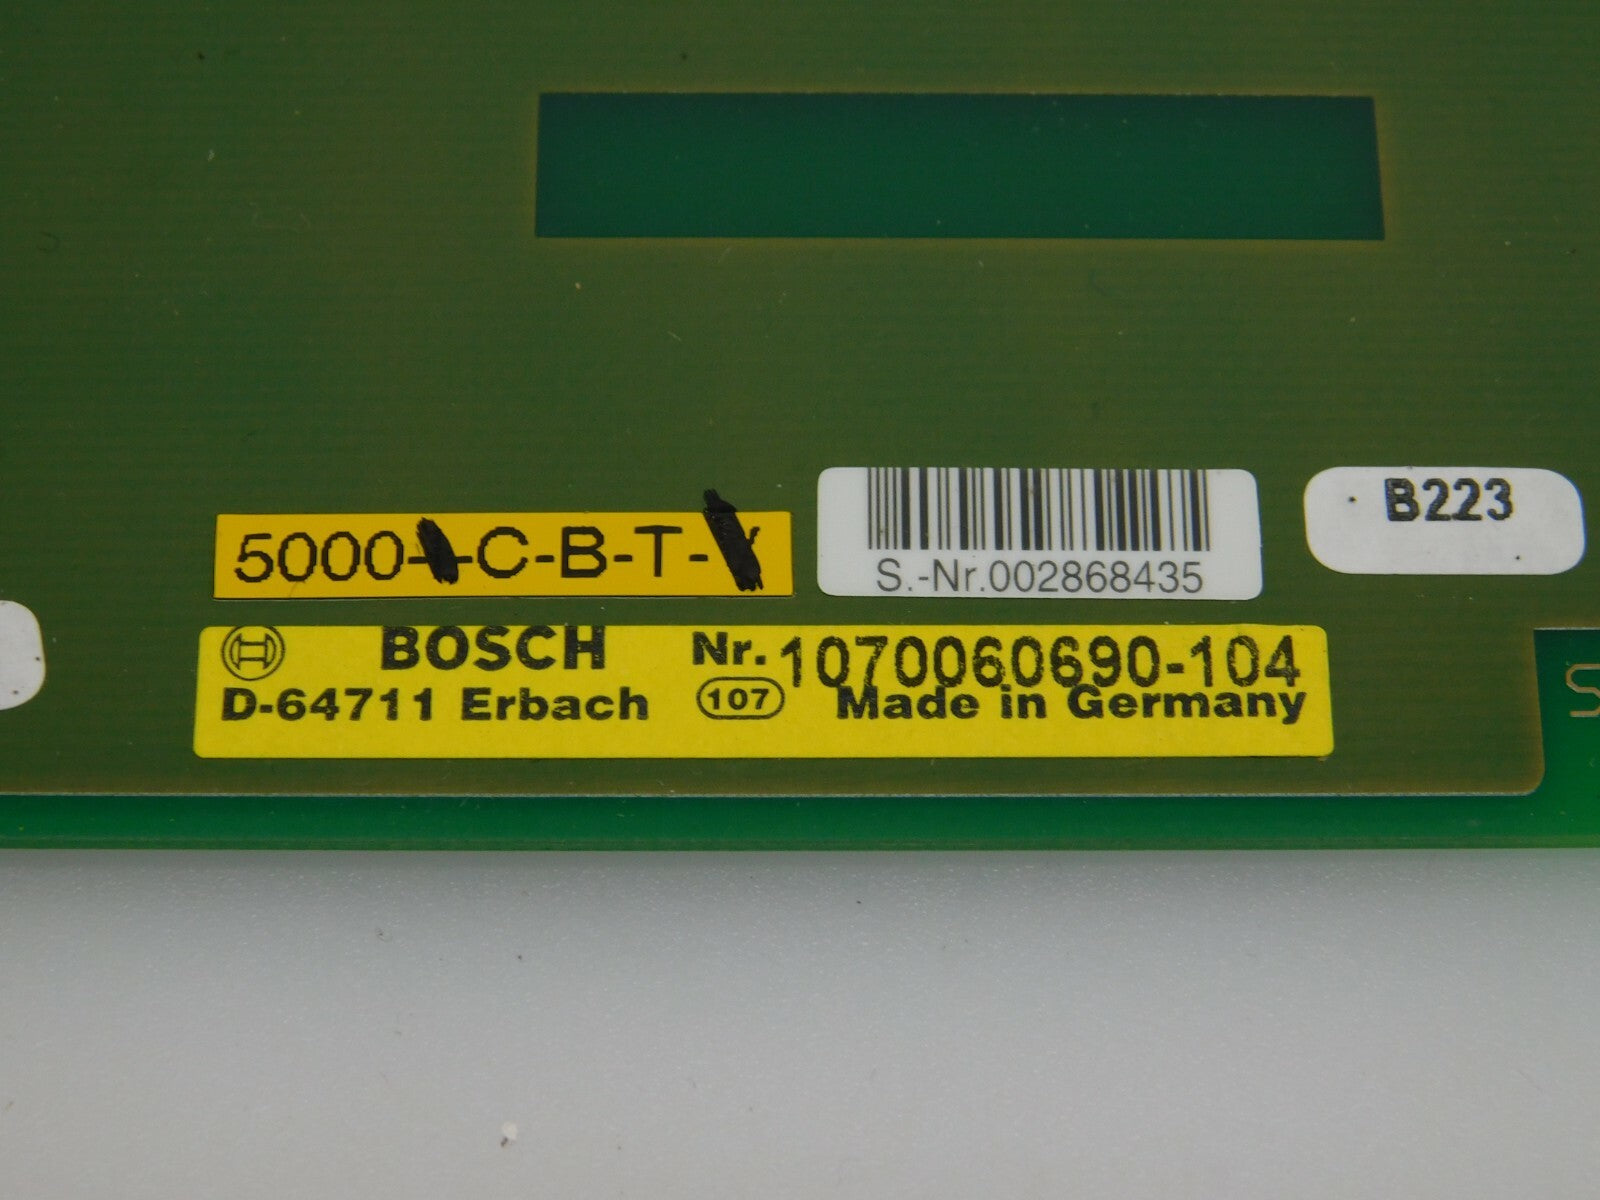 5000- -C-B-T-
S.-Nr.002868435
B223
BOSCH Nr. 1070060690-104
D-64711 Erbach 107 Made in Germany
S